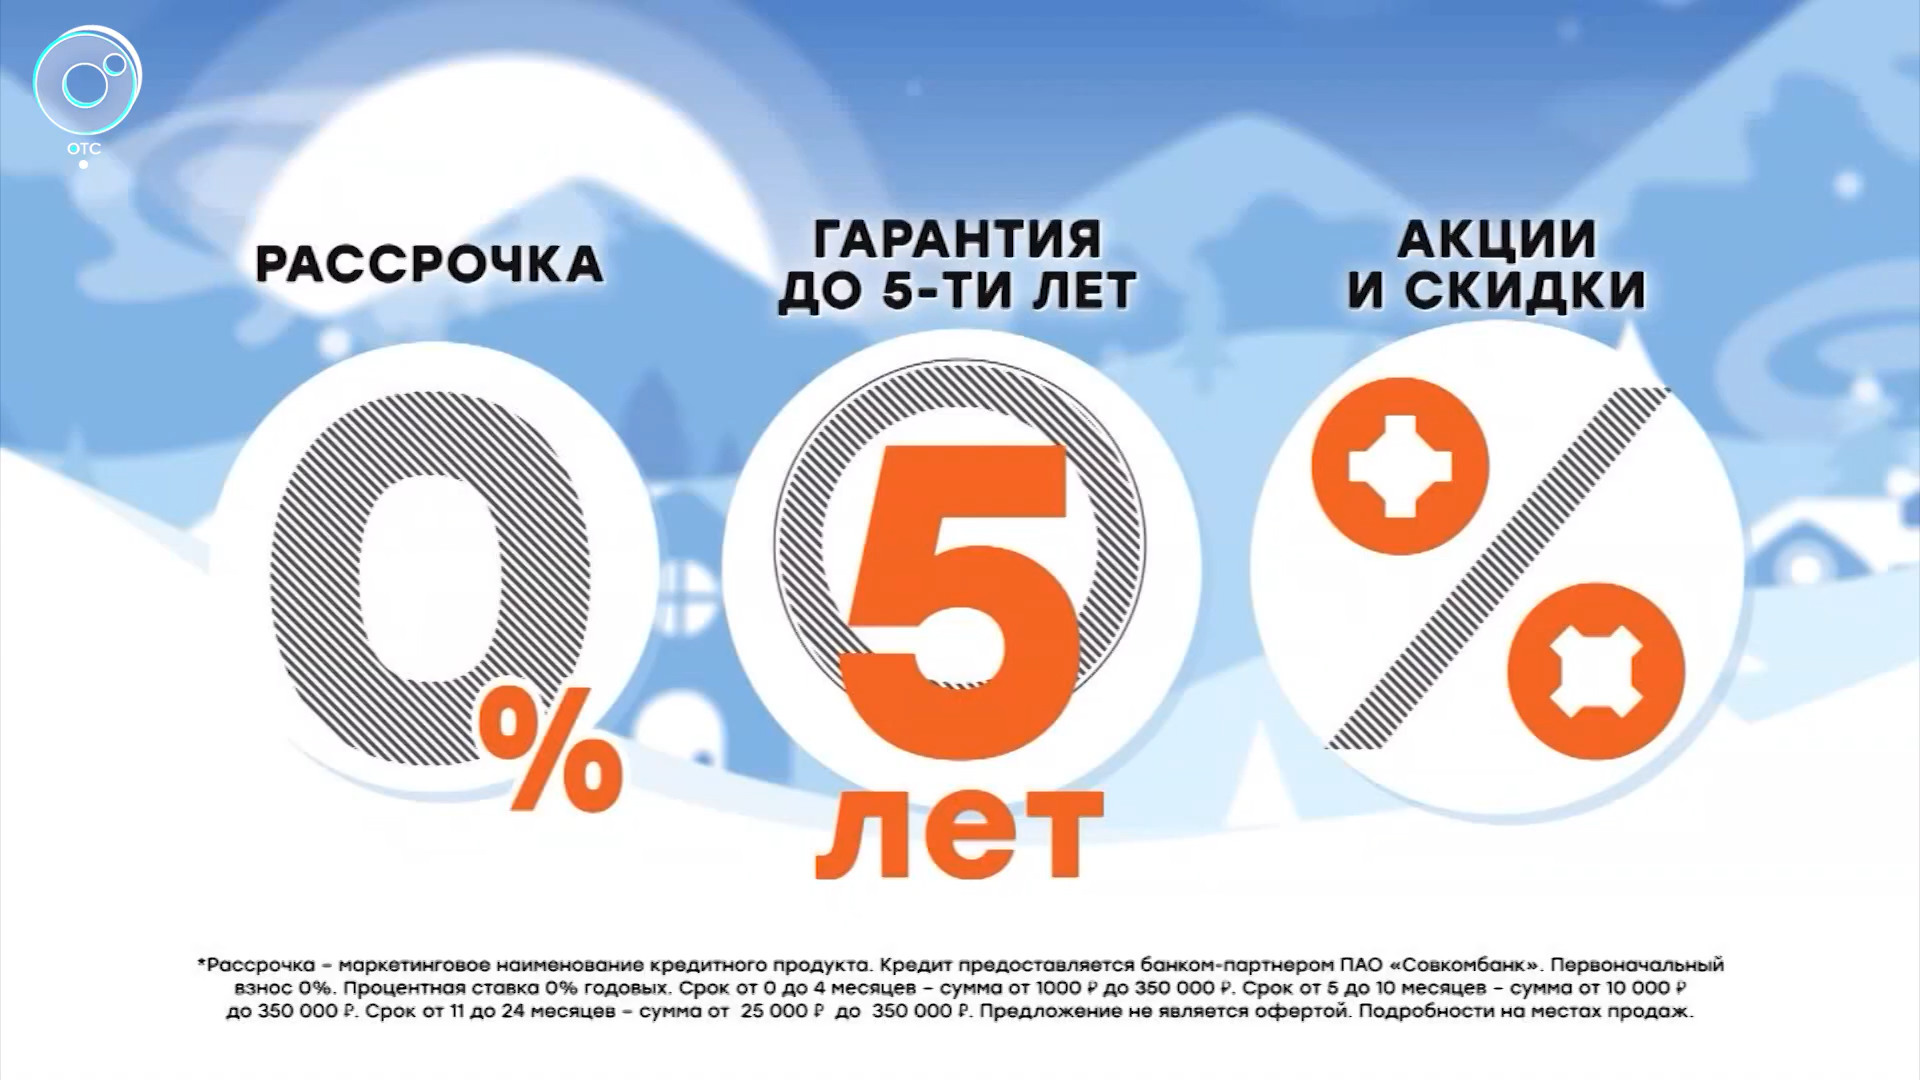 ОТС
РАССРОЧКА
ГАРАНТИЯ
ДО 5-ТИ ЛЕТ
АКЦИИ
И СКИДКИ
0%
5
лет
*Рассрочка – маркетинговое наименование кредитного продукта. Кредит предоставляется банком-партнером ПАО «Совкомбанк». Первоначальный
взнос 0%. Процентная ставка 0% годовых. Срок от 0 до 4 месяцев – сумма от 1000 ₽ до 350 000 ₽. Срок от 5 до 10 месяцев – сумма от 10 000 ₽
до 350 000 ₽. Срок от 11 до 24 месяцев – сумма от 25 000 ₽ до 350 000 ₽. Предложение не является офертой. Подробности на местах продаж.